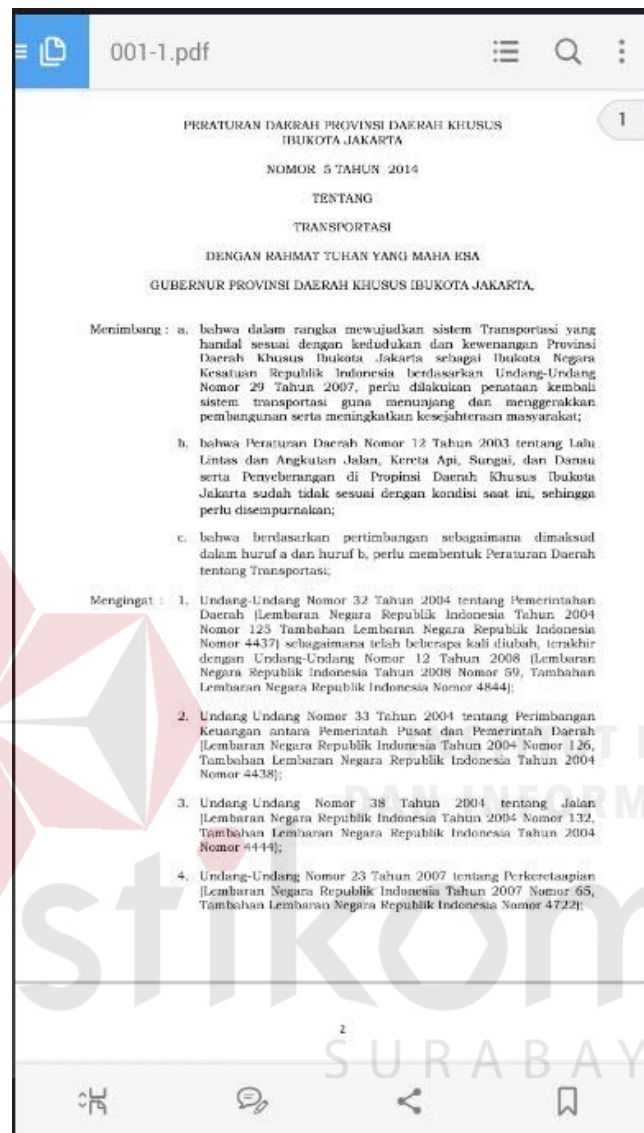 001-1.pdf
1
PERATURAN DAERAH PROVINSI DAERAH KHUSUS
IBUKOTA JAKARTA
NOMOR 5 TAHUN 2014
TENTANG
TRANSPORTASI
DENGAN RAHMAT TUHAN YANG MAHA ESA
GUBERNUR PROVINSI DAERAH KHUSUS IBUKOTA JAKARTA,
Menimbang : a. bahwa dalam rangka mewujudkan sistem Transportasi yang
handal sesuai dengan kedudukan dan kewenangan Provinsi
Daerah Khusus Ibukota Jakarta sebagai Ibukota Negara
Kesatuan Republik Indonesia berdasarkan Undang-Undang
Nomor 29 Tahun 2007, perlu dilakukan penataan kembali
sistem transportasi guna menunjang dan menggerakkan
pembangunan serta meningkatkan kesejahteraan masyarakat;
b. bahwa Peraturan Daerah Nomor 12 Tahun 2003 tentang Lalu
Lintas dan Angkutan Jalan, Kereta Api, Sungai, dan Danau
serta Penyeberangan di Propinsi Daerah Khusus Ibukota
Jakarta sudah tidak sesuai dengan kondisi saat ini, sehingga
perlu disempurnakan;
c. bahwa berdasarkan pertimbangan sebagaimana dimaksud
dalam huruf a dan huruf b, perlu membentuk Peraturan Daerah
tentang Transportasi;
Mengingat : 1. Undang-Undang Nomor 32 Tahun 2004 tentang Pemerintahan
Daerah (Lembaran Negara Republik Indonesia Tahun 2004
Nomor 125 Tambahan Lembaran Negara Republik Indonesia
Nomor 4437) sebagaimana telah beberapa kali diubah, terakhir
dengan Undang-Undang Nomor 12 Tahun 2008 (Lembaran
Negara Republik Indonesia Tahun 2008 Nomor 59, Tambahan
Lembaran Negara Republik Indonesia Nomor 4844);
2. Undang-Undang Nomor 33 Tahun 2004 tentang Perimbangan
Keuangan antara Pemerintah Pusat dan Pemerintah Daerah
(Lembaran Negara Republik Indonesia Tahun 2004 Nomor 126,
Tambahan Lembaran Negara Republik Indonesia Tahun 2004
Nomor 4438);
3. Undang-Undang Nomor 38 Tahun 2004 tentang Jalan
(Lembaran Negara Republik Indonesia Tahun 2004 Nomor 132,
Tambahan Lembaran Negara Republik Indonesia Tahun 2004
Nomor 4444);
4. Undang-Undang Nomor 23 Tahun 2007 tentang Perkeretaapian
(Lembaran Negara Republik Indonesia Tahun 2007 Nomor 65,
Tambahan Lembaran Negara Republik Indonesia Nomor 4722);
2
DAN INFORM
stikom
SURABAY